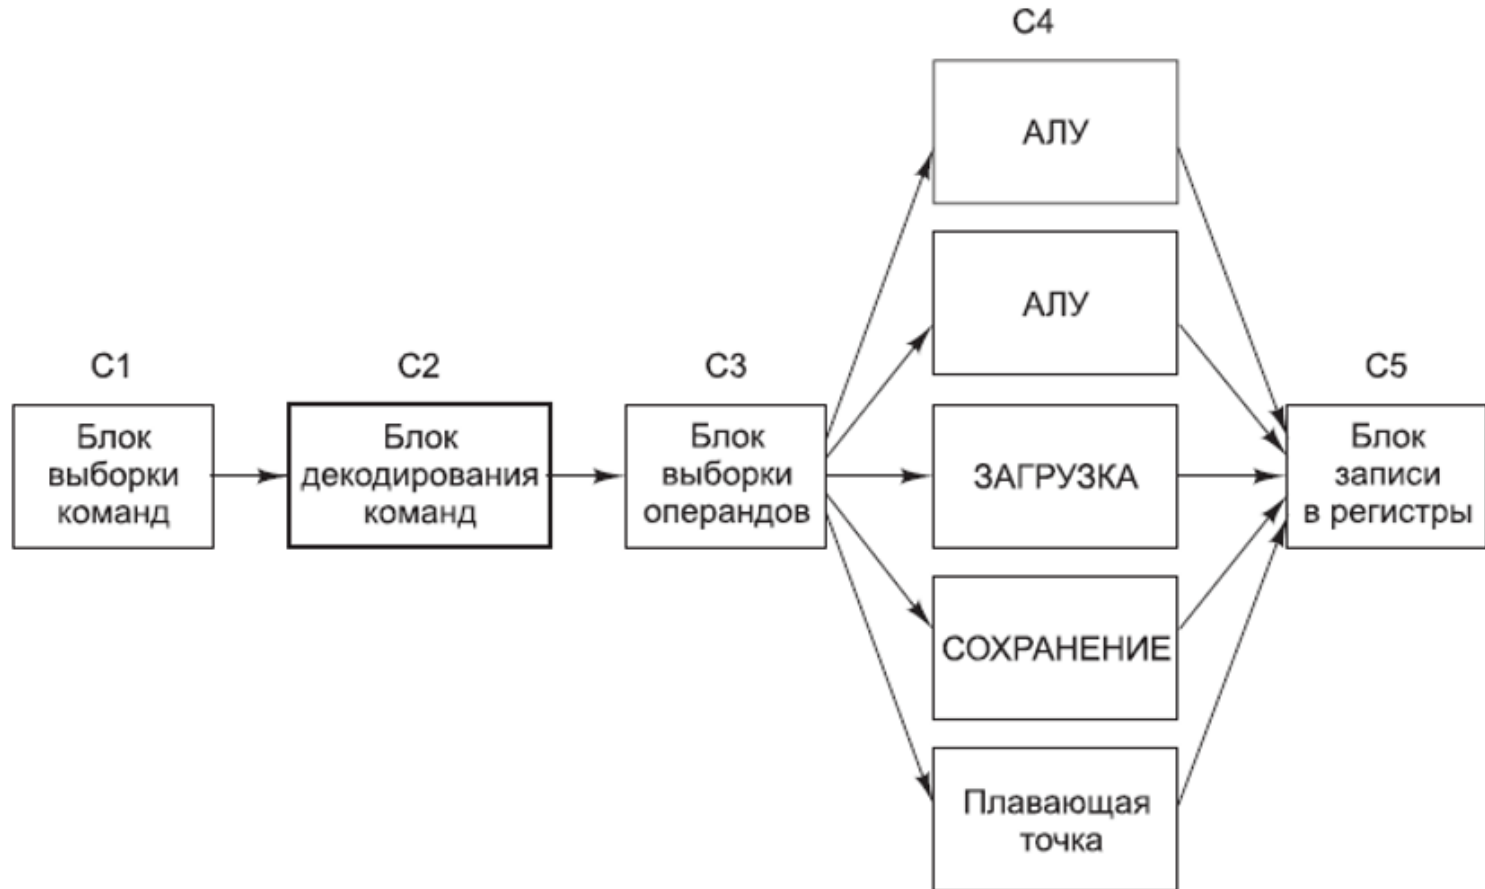 С4
АЛУ
АЛУ
С1
С2
С3
С5
Блок
выборки
команд
Блок
декодирования
команд
Блок
выборки
операндов
ЗАГРУЗКА
Блок
записи
в регистры
СОХРАНЕНИЕ
Плавающая
точка